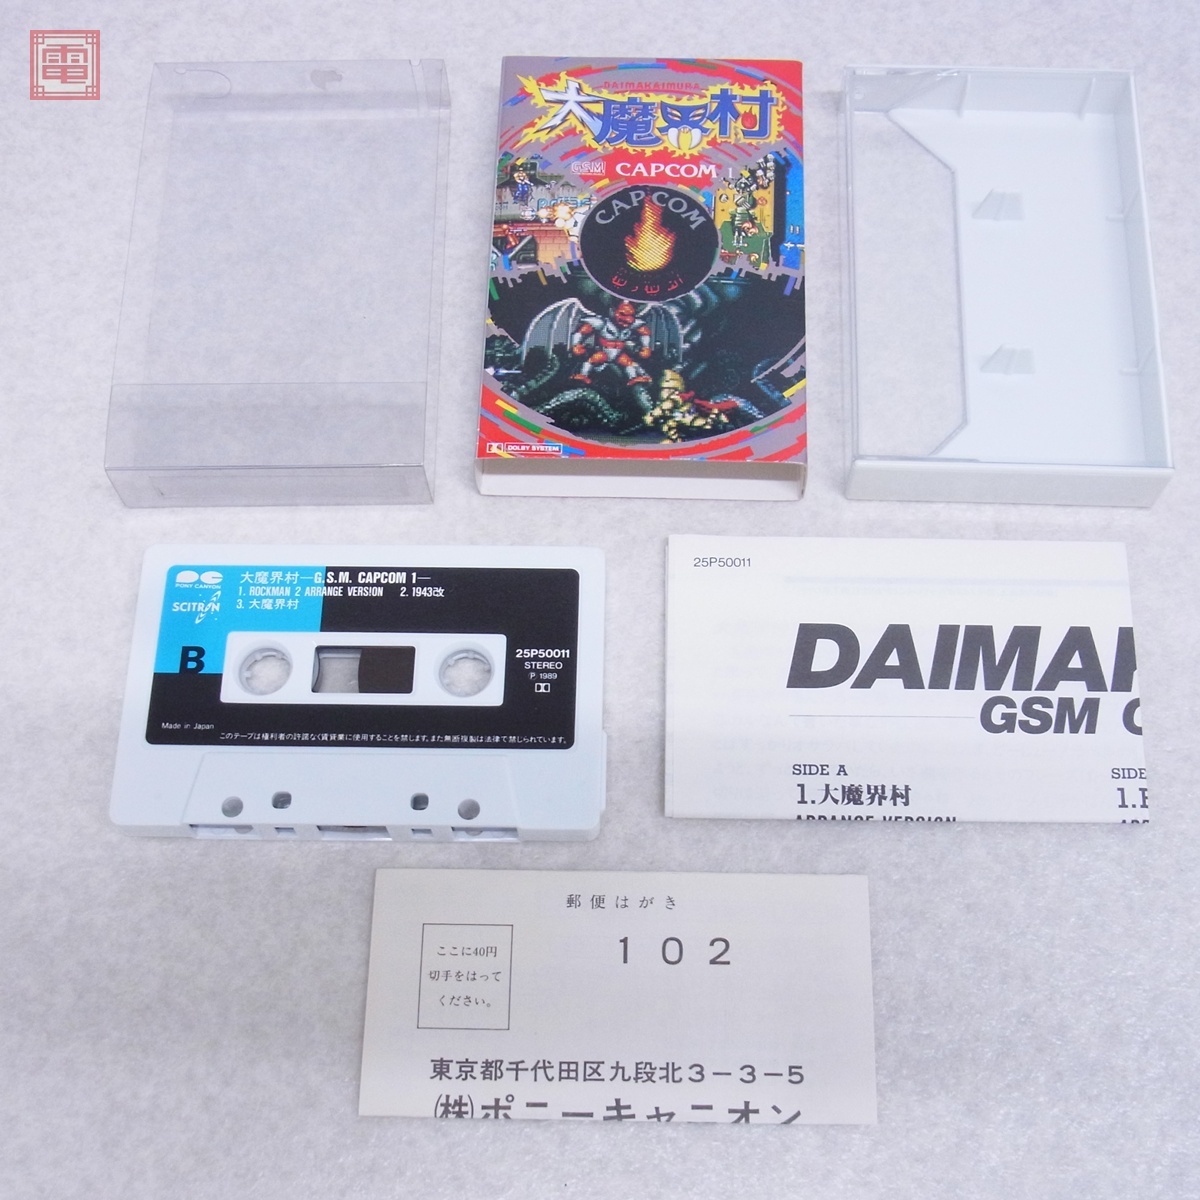 電
DAIMAKAIMURA
大魔界村
GSM CAPCOM 1
CAPCOM
DOLBY SYSTEM
PONY CANYON
SCITRON
大魔界村—G.S.M. CAPCOM 1—
1. ROCKMAN 2 ARRANGE VERSION 2. 1943改
3. 大魔界村
B
25P50011
STEREO
Ⓟ 1989
Made in Japan
このテープは権利者の許諾なく賃貸業に使用することを禁じます。また無断複製は法律で禁じられています。
25P50011
DAIMAK
GSM C
SIDE A
1.大魔界村
ARRANGE VERSION
SIDE
1.
郵便はがき
ここに40円
切手をはって
ください。
102
東京都千代田区九段北3-3-5
(株)ポニーキャニオン